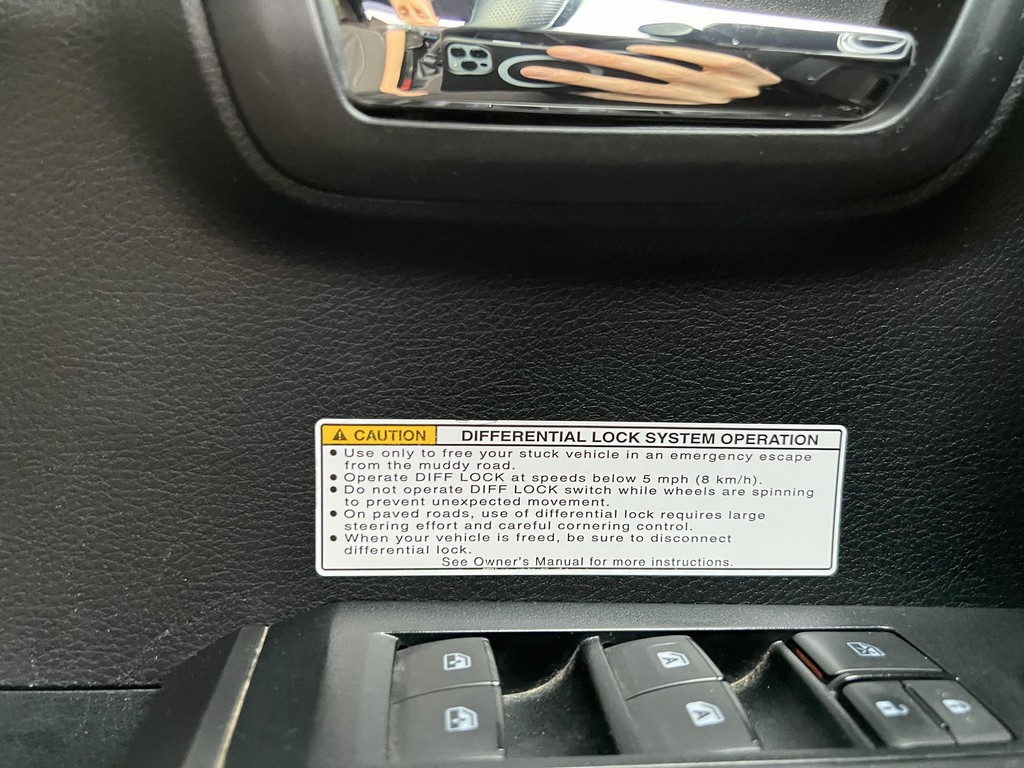 CAUTION DIFFERENTIAL LOCK SYSTEM OPERATION
● Use only to free your stuck vehicle in an emergency escape
from the muddy road.
● Operate DIFF LOCK at speeds below 5 mph (8 km/h).
● Do not operate DIFF LOCK switch while wheels are spinning
to prevent unexpected movement.
● On paved roads, use of differential lock requires large
steering effort and careful cornering control.
● When your vehicle is freed, be sure to disconnect
differential lock.
See Owner's Manual for more instructions.
A
A